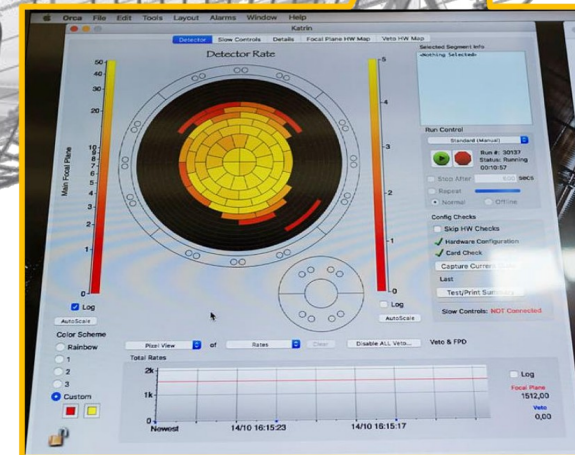 Orca File Edit Tools Layout Alarms Window Help
Katrin
Detector Slow Controls Details Focal Plane HW Map Veto HW Map
Detector Rate
Selected Segment Info
<Nothing Selected>
50
40
30
20
10
9
8
7
6
5
4
3
2
1
0
Main Focal Plane
5
4
3
2
1
0
Run Control
Standard (Manual)
Run #: 30137
Status: Running
00:10:57
Stop After secs
Repeat
Normal Offline
Config Checks
Skip HW Checks
Hardware Configuration
Card Check
Capture Current
Last
Test/Print
Slow Controls: NOT Connected
Log
AutoScale
Log
AutoScale
Color Scheme
Rainbow
1
2
3
Custom
Pixel View of Rates Clear Disable ALL Veto... Veto & FPD
Total Rates
2k
1k
0
Newest 14/10 16:15:23 14/10 16:15:17
Log
Focal Plane
1512,00
Veto
0,00